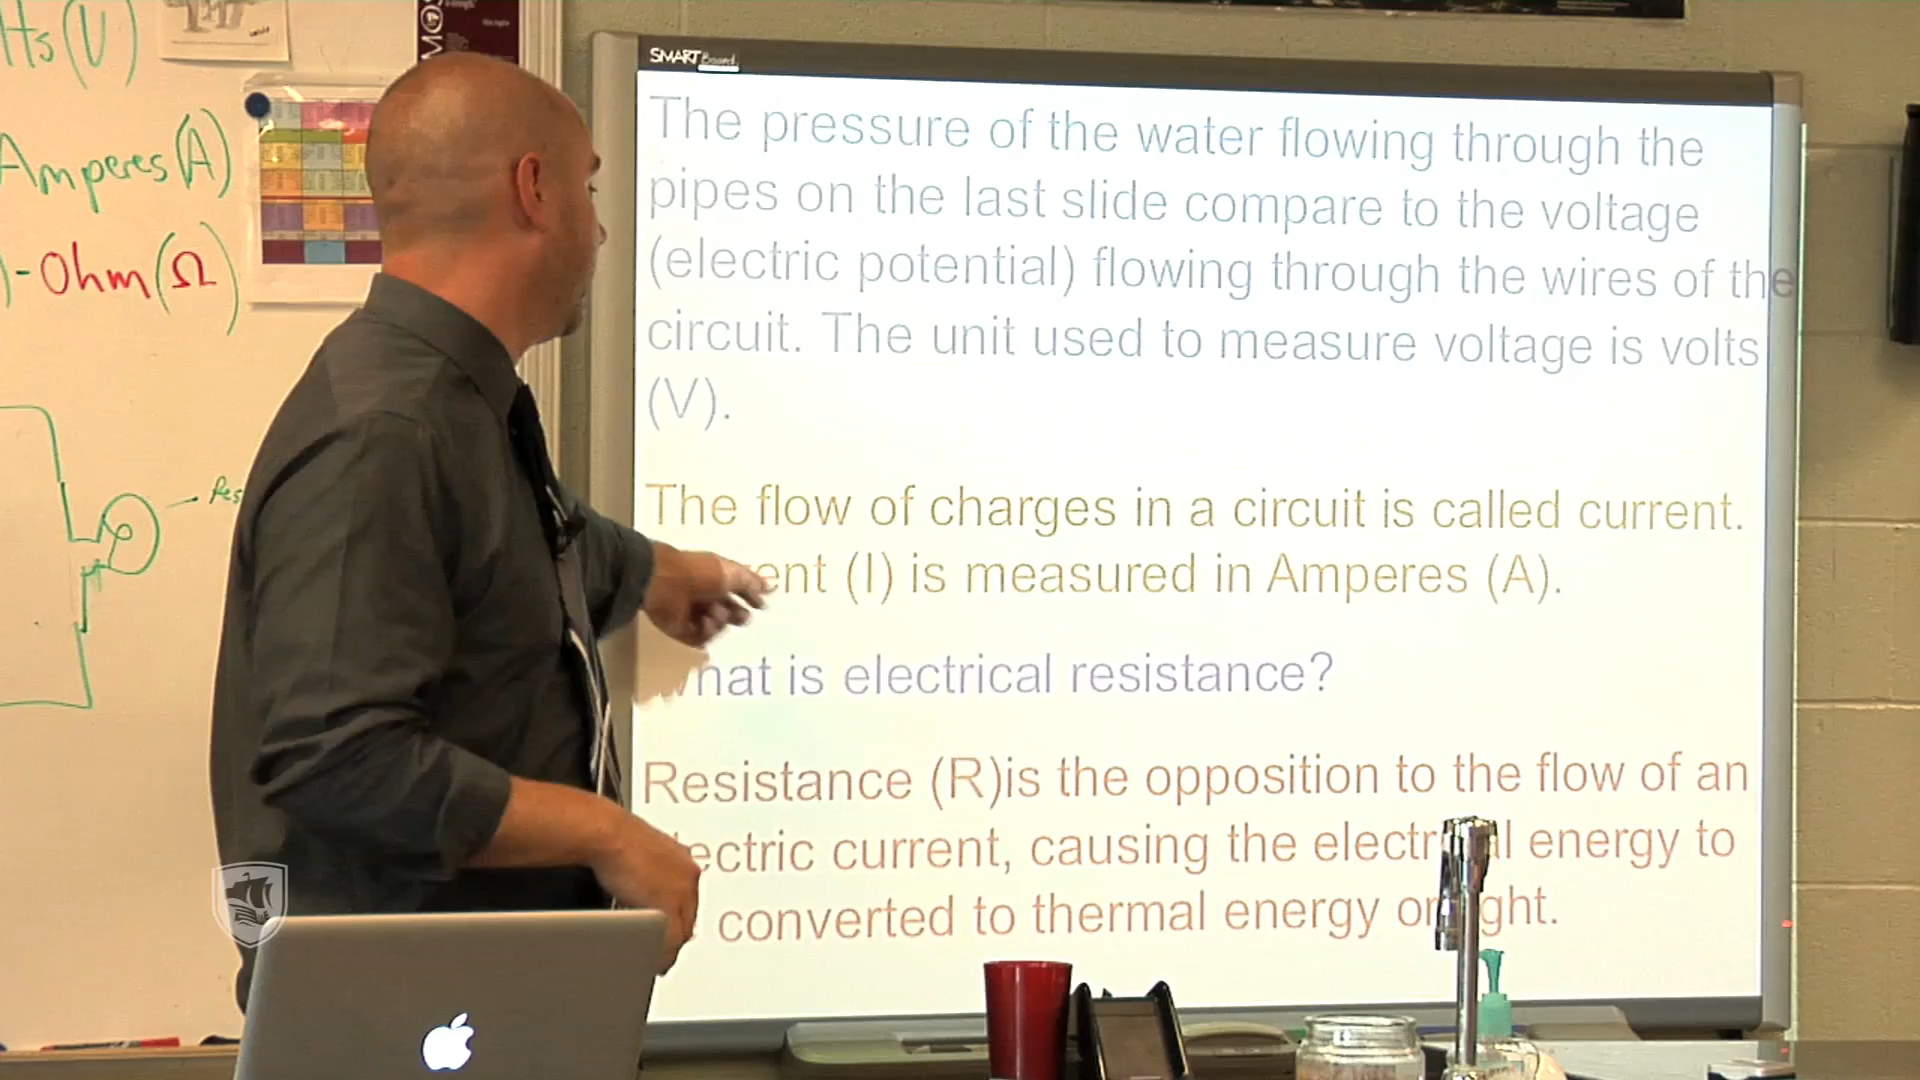 lts (V)
Amperes (A)
)-Ohm (Ω)
Res
SMART Board
The pressure of the water flowing through the
pipes on the last slide compare to the voltage
(electric potential) flowing through the wires of the
circuit. The unit used to measure voltage is volts
(V).
The flow of charges in a circuit is called current.
ent (I) is measured in Amperes (A).
hat is electrical resistance?
Resistance (R)is the opposition to the flow of an
ectric current, causing the electr l energy to
converted to thermal energy or ght.